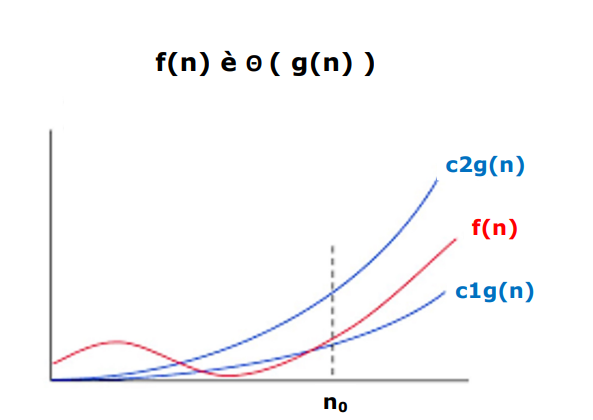 f(n) è Θ ( g(n) )
c2g(n)
f(n)
c1g(n)
n₀